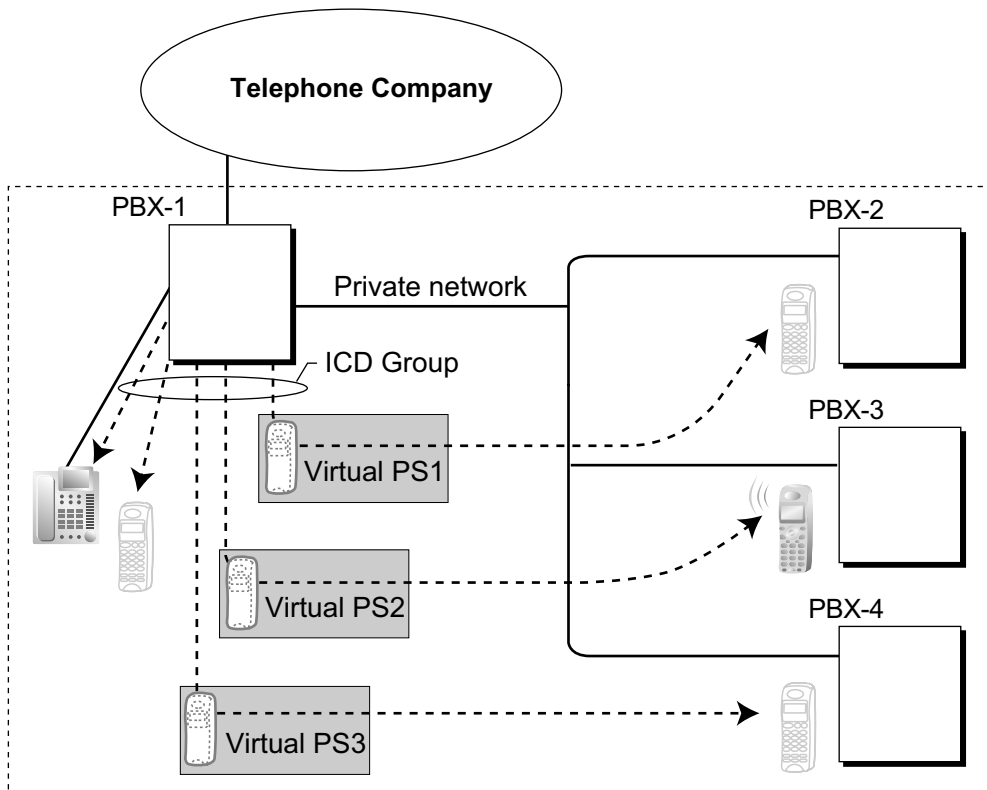 Telephone Company
PBX-1
PBX-2
Private network
ICD Group
PBX-3
Virtual PS1
Virtual PS2
PBX-4
Virtual PS3